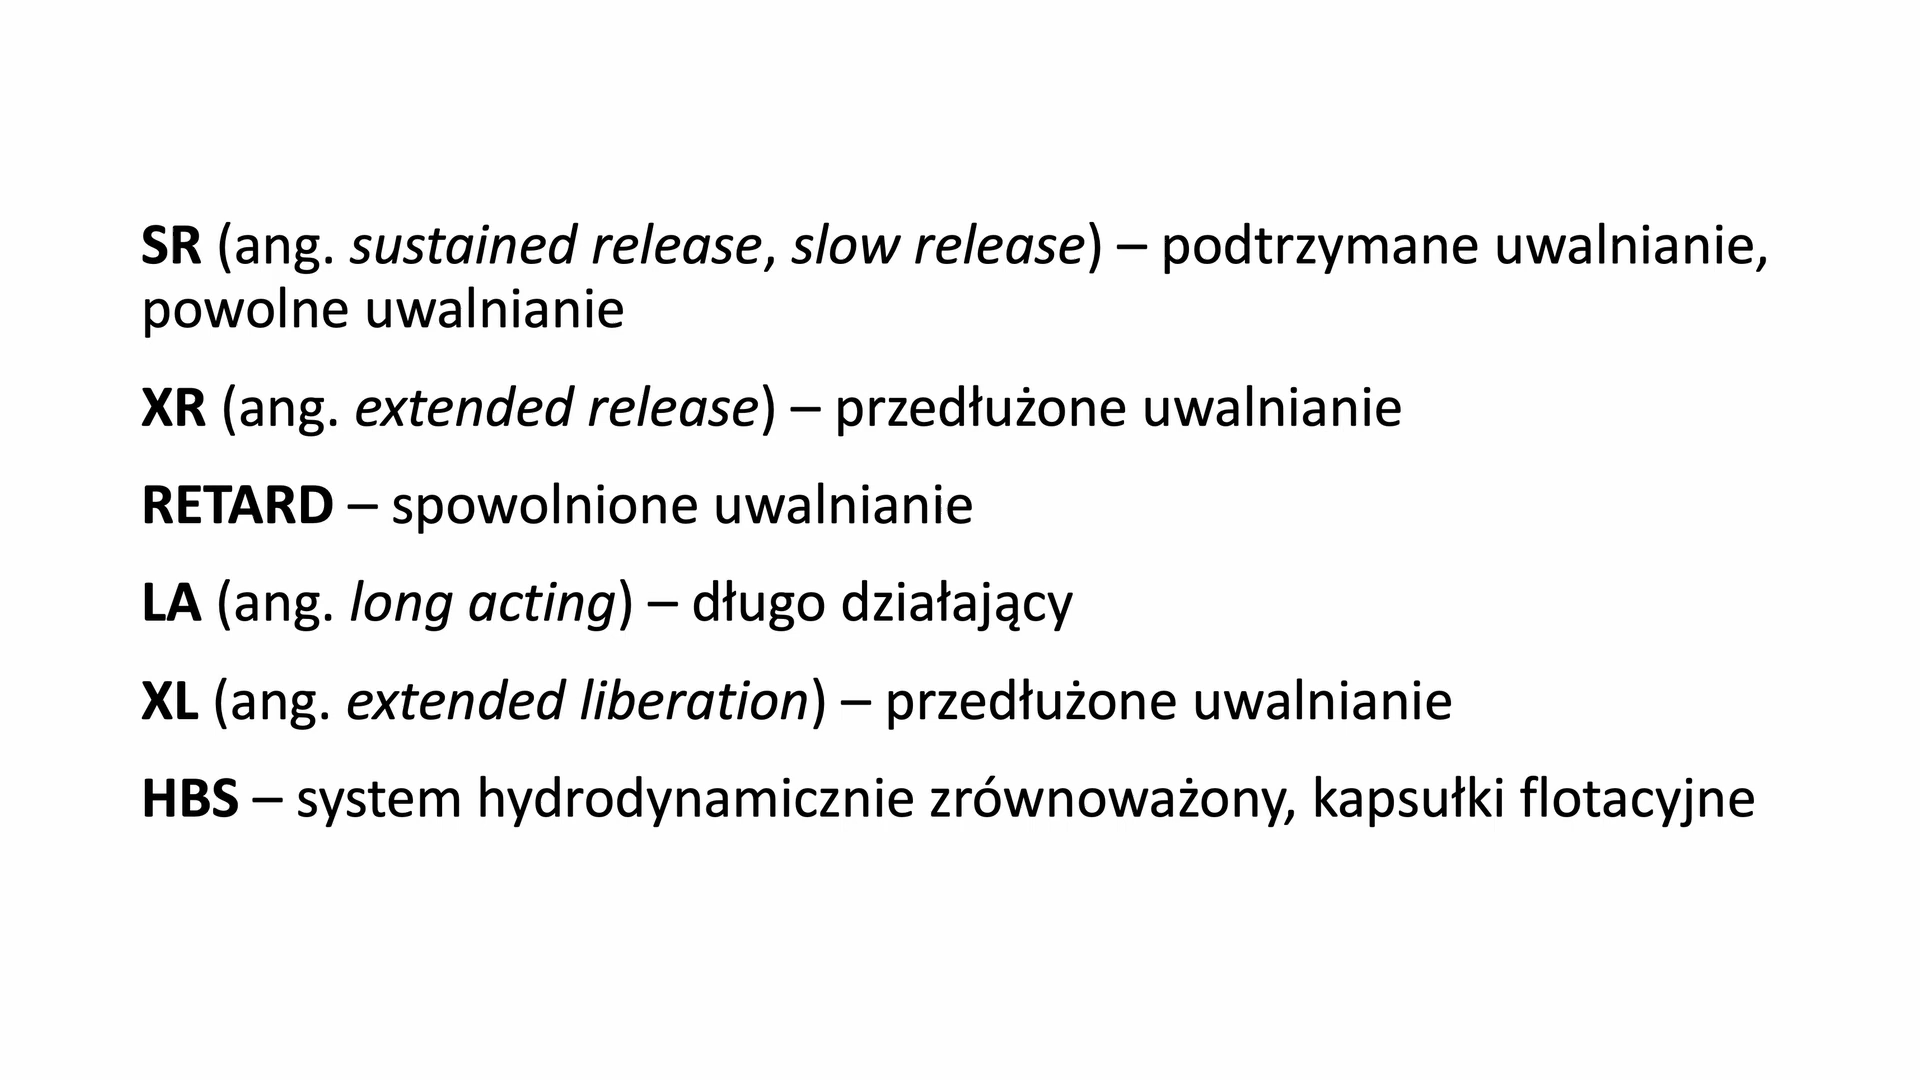 SR (ang. sustained release, slow release) – podtrzymane uwalnianie,
powolne uwalnianie
XR (ang. extended release) – przedłużone uwalnianie
RETARD – spowolnione uwalnianie
LA (ang. long acting) – długo działający
XL (ang. extended liberation) – przedłużone uwalnianie
HBS – system hydrodynamicznie zrównoważony, kapsułki flotacyjne